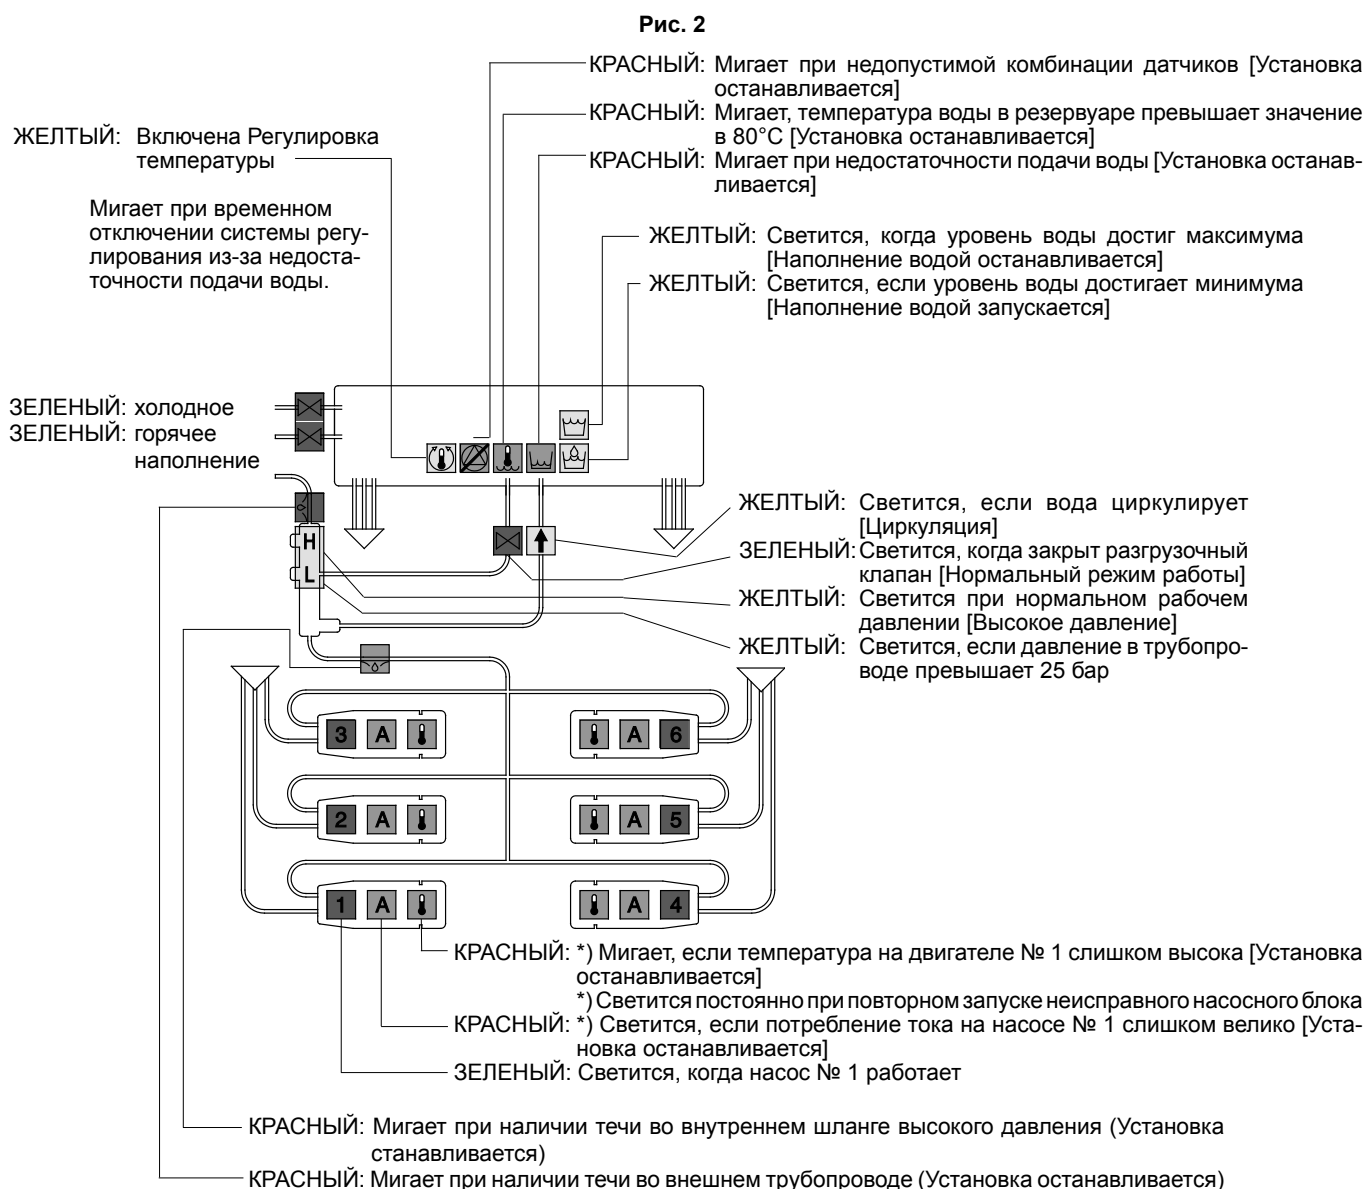 Рис. 2
КРАСНЫЙ: Мигает при недопустимой комбинации датчиков [Установка
останавливается]
КРАСНЫЙ: Мигает, температура воды в резервуаре превышает значение
в 80°C [Установка останавливается]
КРАСНЫЙ: Мигает при недостаточности подачи воды [Установка останав-
ливается]
ЖЕЛТЫЙ: Включена Регулировка
температуры
Мигает при временном
отключении системы регу-
лирования из-за недоста-
точности подачи воды.
ЖЕЛТЫЙ: Светится, когда уровень воды достиг максимума
[Наполнение водой останавливается]
ЖЕЛТЫЙ: Светится, если уровень воды достигает минимума
[Наполнение водой запускается]
ЗЕЛЕНЫЙ: холодное
ЗЕЛЕНЫЙ: горячее
наполнение
ЖЕЛТЫЙ: Светится, если вода циркулирует
[Циркуляция]
ЗЕЛЕНЫЙ: Светится, когда закрыт разгрузочный
клапан [Нормальный режим работы]
ЖЕЛТЫЙ: Светится при нормальном рабочем
давлении [Высокое давление]
ЖЕЛТЫЙ: Светится, если давление в трубопро-
воде превышает 25 бар
H
L
3 A A 6
2 A A 5
1 A A 4
КРАСНЫЙ: *) Мигает, если температура на двигателе № 1 слишком высока [Установка
останавливается]
*) Светится постоянно при повторном запуске неисправного насосного блока
КРАСНЫЙ: *) Светится, если потребление тока на насосе № 1 слишком велико [Уста-
новка останавливается]
ЗЕЛЕНЫЙ: Светится, когда насос № 1 работает
КРАСНЫЙ: Мигает при наличии течи во внутреннем шланге высокого давления (Установка
станавливается)
КРАСНЫЙ: Мигает при наличии течи во внешнем трубопроводе (Установка останавливается)